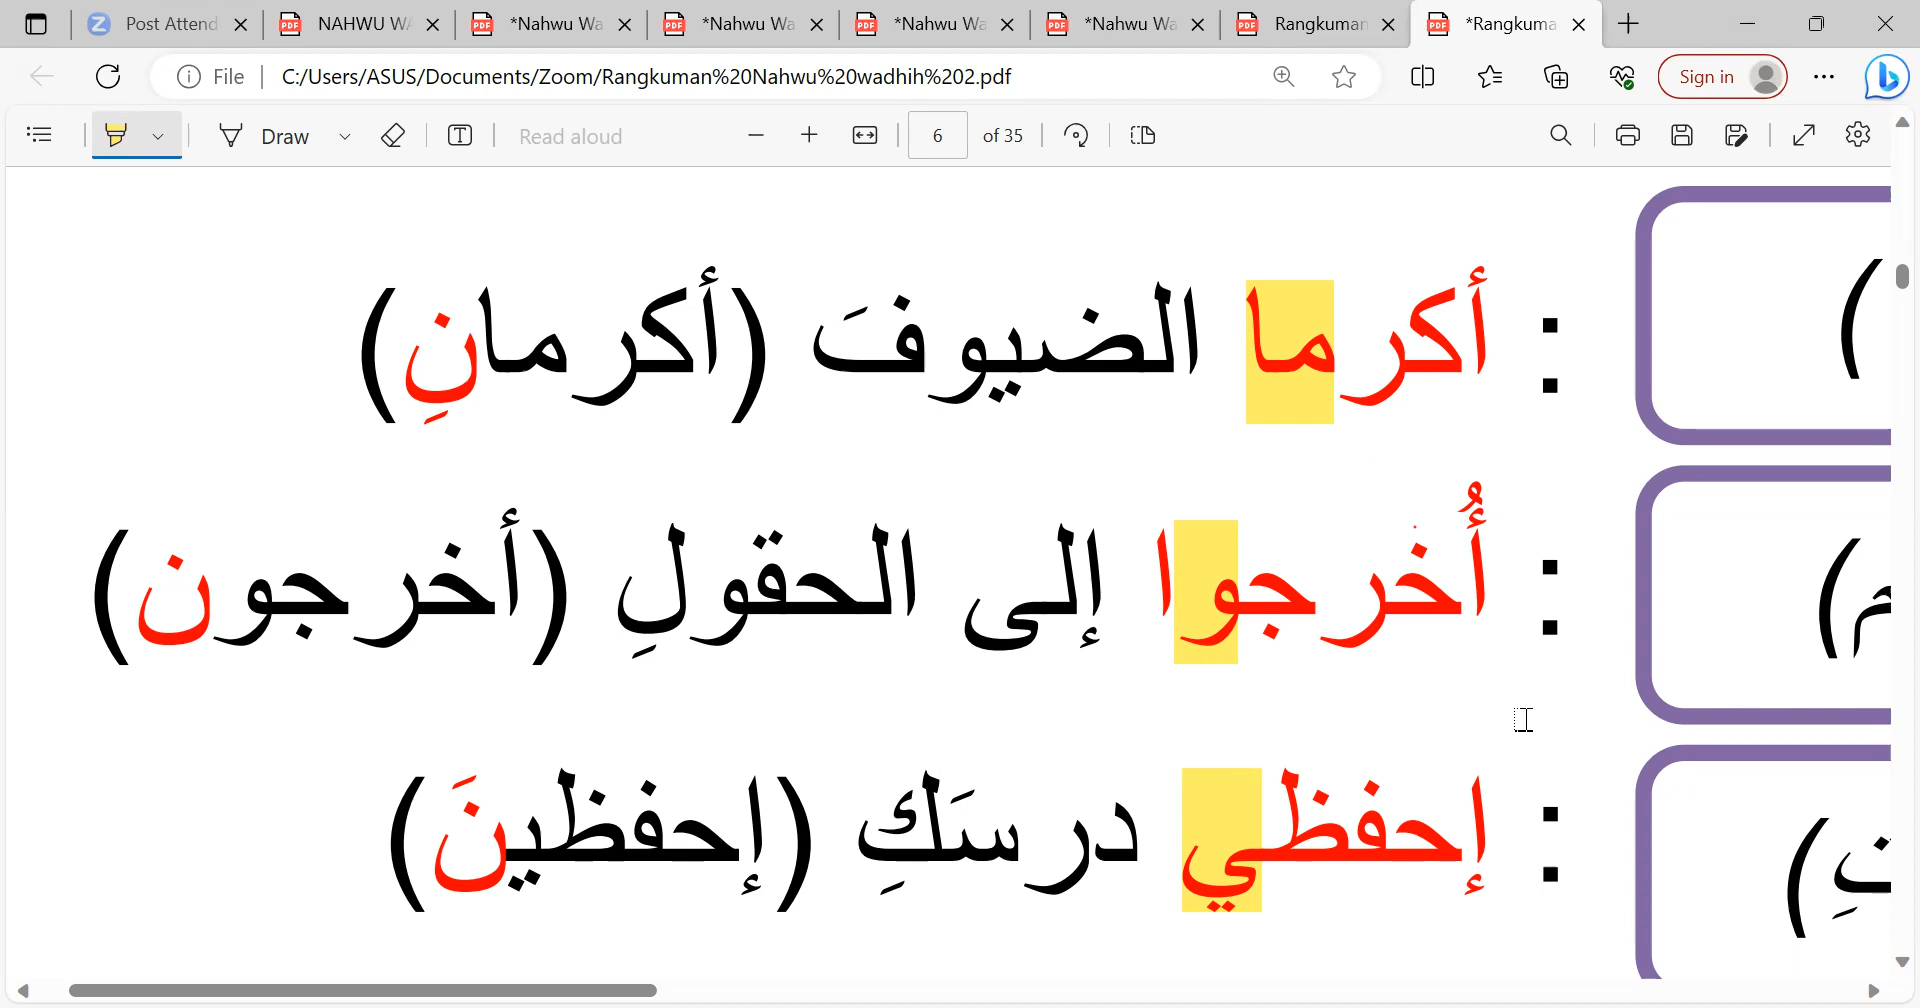 Post Attend
NAHWU WA
*Nahwu Wa
*Nahwu Wa
*Nahwu Wa
*Nahwu Wa
Rangkuman
*Rangkuma
File
C:/Users/ASUS/Documents/Zoom/Rangkuman%20Nahwu%20wadhih%202.pdf
Sign in
Draw
Read aloud
6 of 35
: أكرما الضيوفَ (أكرمانِ)
: أُخرجوا إلى الحقولِ (أخرجون)
: إحفظي درسَكِ (إحفظينَ)